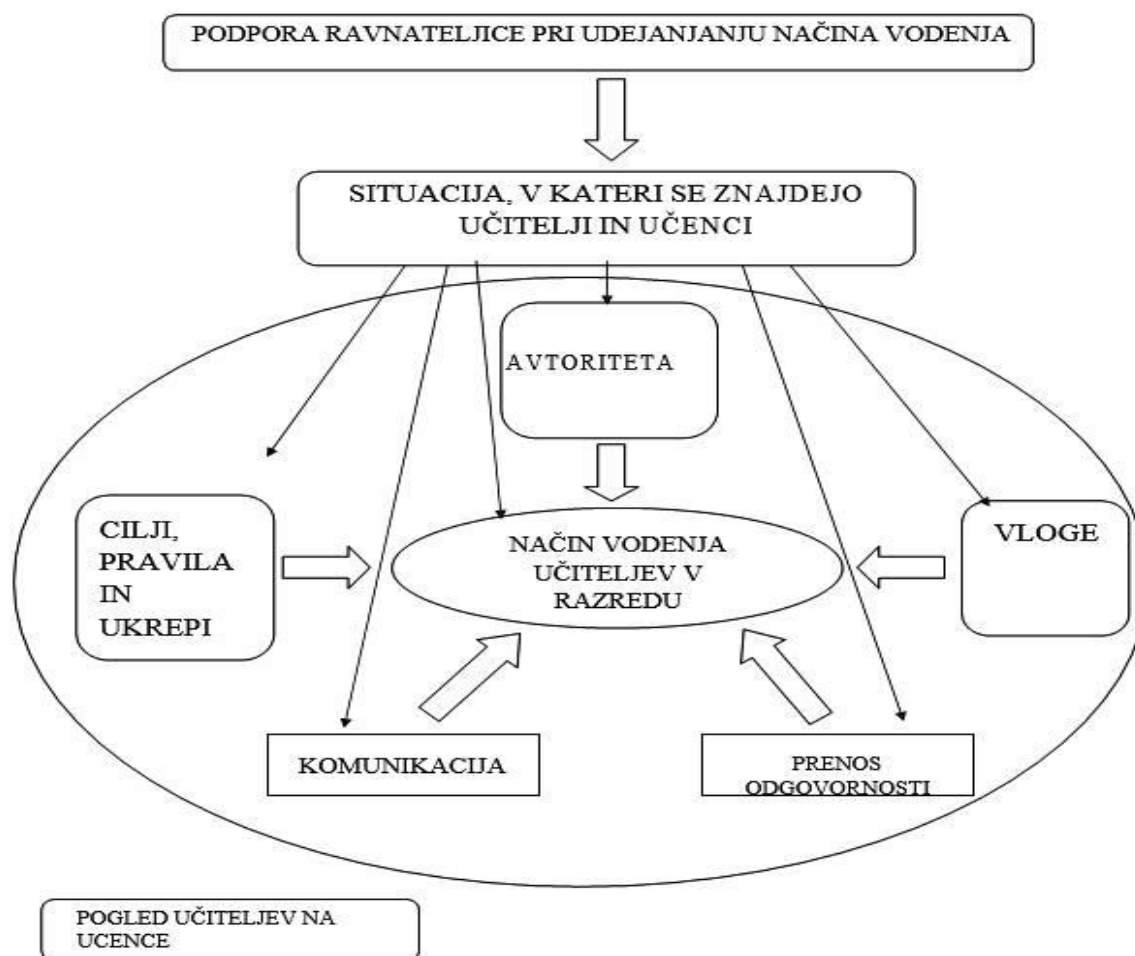 PODPORA RAVNATELJICE PRI UDEJANJANJU NAČINA VODENJA
SITUACIJA, V KATERI SE ZNAJDEJO
UČITELJI IN UČENCI
AVTORITETA
CILJI,
PRAVILA
IN
UKREPI
NAČIN VODENJA
UČITELJEV V
RAZREDU
VLOGE
KOMUNIKACIJA
PRENOS
ODGOVORNOSTI
POGLED UČITELJEV NA
UCENCE